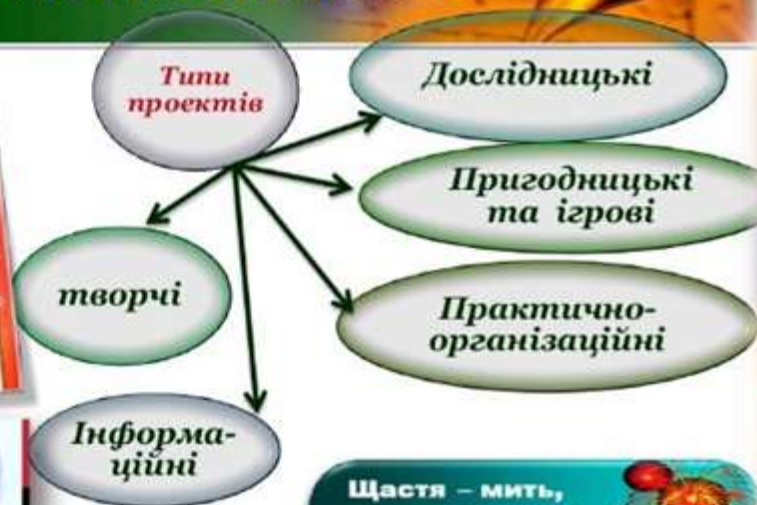 Типи
проектів
Дослідницькі
Пригодницькі
та ігрові
творчі
Практично-
організаційні
Інформа-
ційні
Щастя – мить,